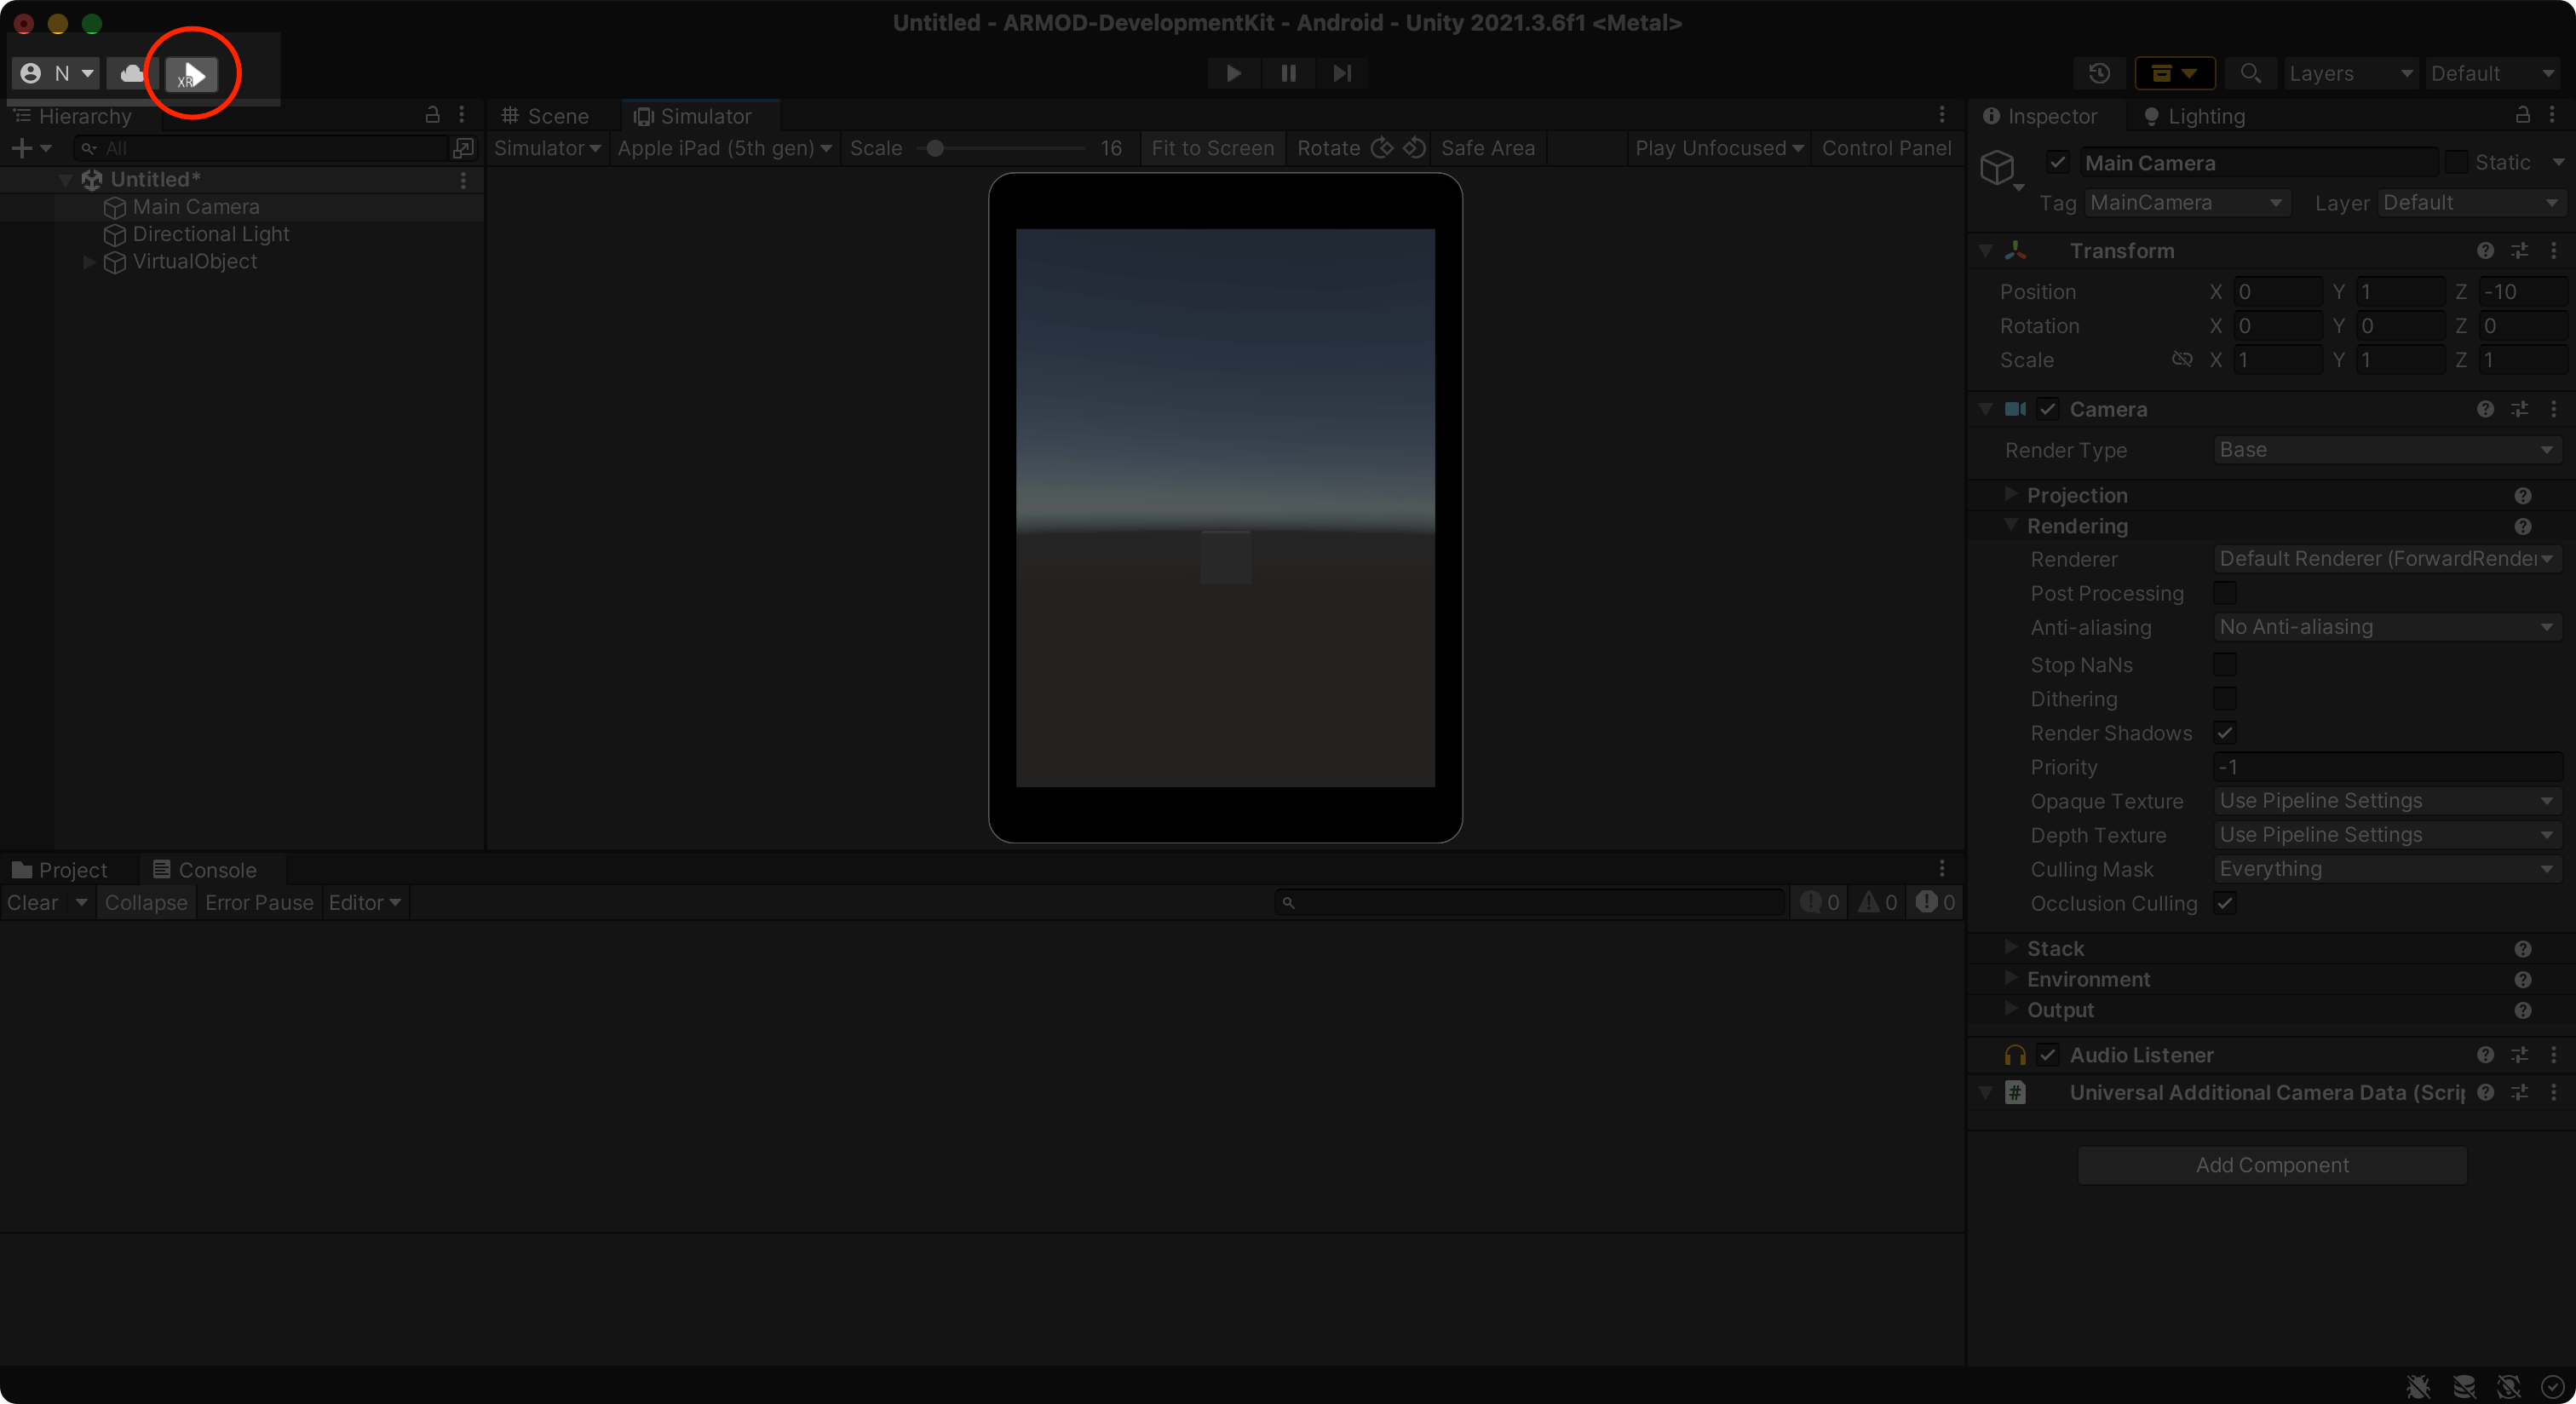 Untitled - ARMOD-DevelopmentKit - Android - Unity 2021.3.6f1 <Metal>
N
XR
Layers
Default
Hierarchy
All
Untitled*
Main Camera
Directional Light
VirtualObject
Scene
Simulator
Simulator
Apple iPad (5th gen)
Scale
16
Fit to Screen
Rotate
Safe Area
Play Unfocused
Control Panel
Inspector
Lighting
Main Camera
Static
Tag MainCamera
Layer Default
Transform
Position X 0 Y 1 Z -10
Rotation X 0 Y 0 Z 0
Scale X 1 Y 1 Z 1
Camera
Render Type Base
Projection
Rendering
Renderer Default Renderer (ForwardRender
Post Processing
Anti-aliasing No Anti-aliasing
Stop NaNs
Dithering
Render Shadows
Priority -1
Opaque Texture Use Pipeline Settings
Depth Texture Use Pipeline Settings
Culling Mask Everything
Occlusion Culling
Stack
Environment
Output
Audio Listener
# Universal Additional Camera Data (Scrip
Add Component
Project
Console
Clear
Collapse
Error Pause
Editor
0
0
0